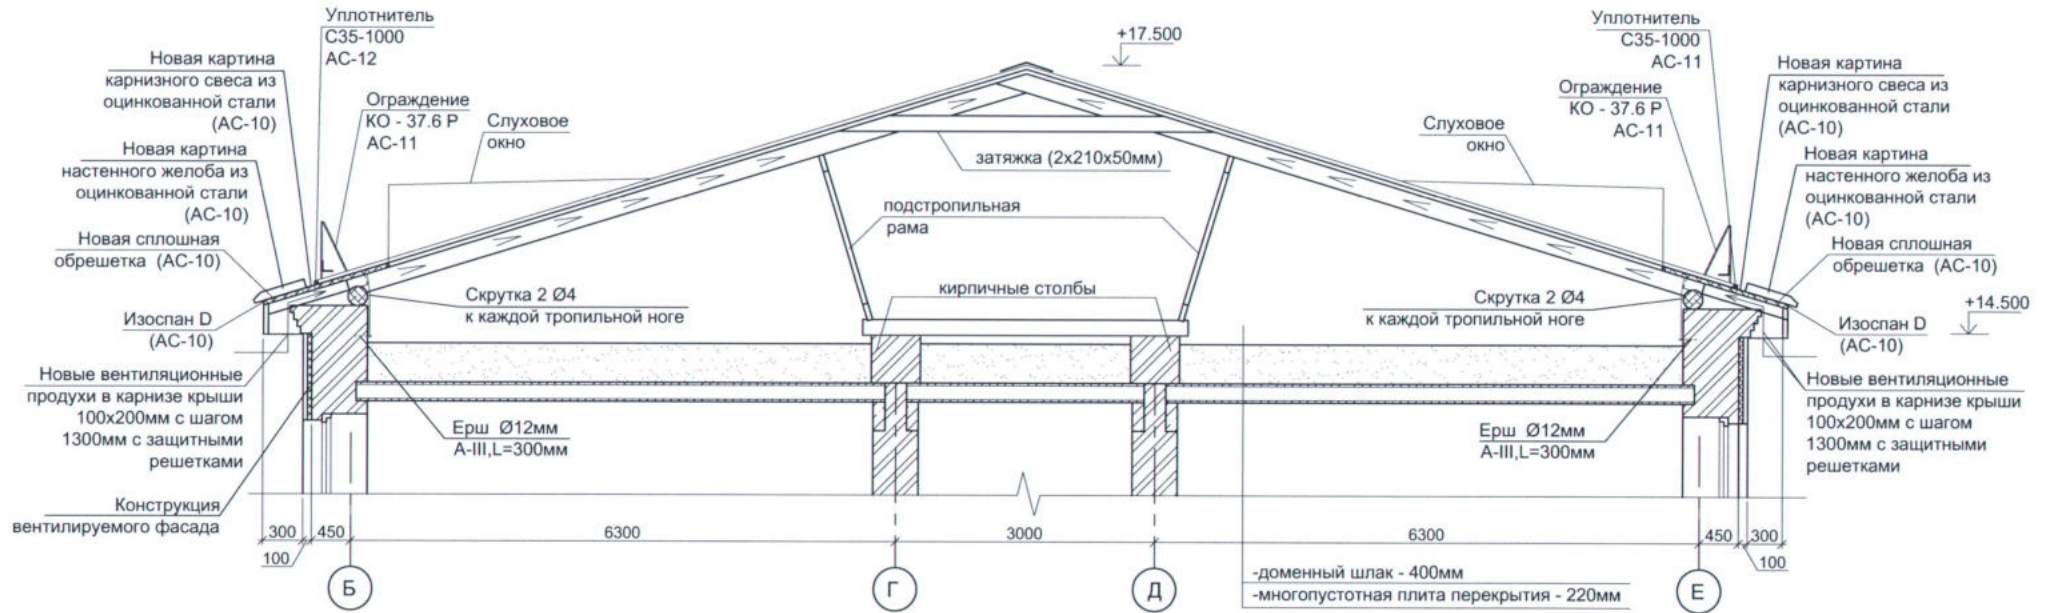 Уплотнитель
С35-1000
АС-12
Новая картина
карнизного свеса из
оцинкованной стали
(АС-10)
Ограждение
КО - 37.6 Р
АС-11
Слуховое
окно
Новая картина
настенного желоба из
оцинкованной стали
(АС-10)
Новая сплошная
обрешетка (АС-10)
Изоспан D
(АС-10)
Новые вентиляционные
продухи в карнизе крыши
100х200мм с шагом
1300мм с защитными
решетками
Конструкция
вентилируемого фасада
Скрутка 2 Ø4
к каждой тропильной ноге
Ерш Ø12мм
А-III,L=300мм
+17.500
затяжка (2х210х50мм)
подстропильная
рама
кирпичные столбы
Уплотнитель
С35-1000
АС-11
Ограждение
КО - 37.6 Р
АС-11
Слуховое
окно
Новая картина
карнизного свеса из
оцинкованной стали
(АС-10)
Новая картина
настенного желоба из
оцинкованной стали
(АС-10)
Новая сплошная
обрешетка (АС-10)
+14.500
Скрутка 2 Ø4
к каждой тропильной ноге
Изоспан D
(АС-10)
Новые вентиляционные
продухи в карнизе крыши
100х200мм с шагом
1300мм с защитными
решетками
Ерш Ø12мм
А-III,L=300мм
300 450 6300 3000 6300 450 300
100 100
-доменный шлак - 400мм
-многопустотная плита перекрытия - 220мм
Б Г Д Е